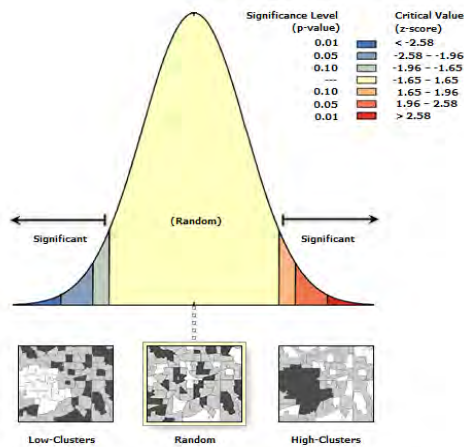 Significance Level Critical Value
(p-value) (z-score)
0.01 < -2.58
0.05 -2.58 – -1.96
0.10 -1.96 – -1.65
--- -1.65 – 1.65
0.10 1.65 – 1.96
0.05 1.96 – 2.58
0.01 > 2.58
(Random)
Significant Significant
Low-Clusters Random High-Clusters